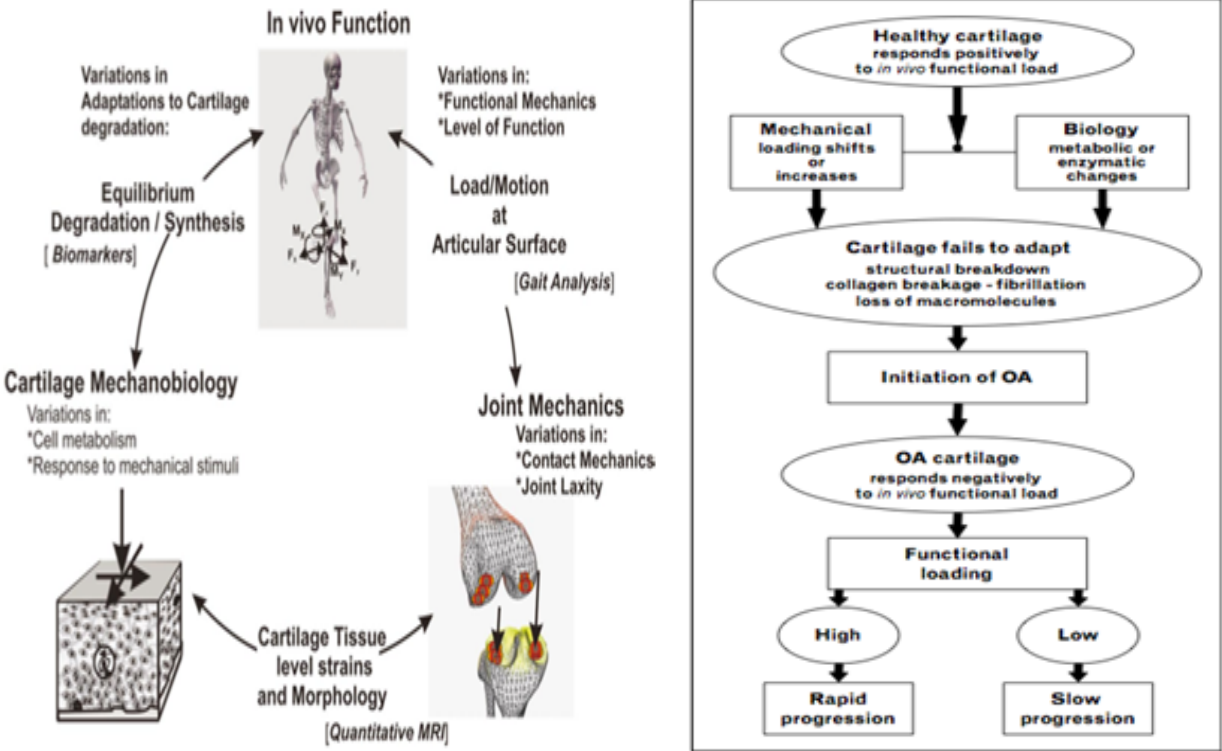 In vivo Function
Variations in
Adaptations to Cartilage
degradation:
Variations in:
*Functional Mechanics
*Level of Function
Equilibrium
Degradation / Synthesis
[ Biomarkers]
Load/Motion
at
Articular Surface
[Gait Analysis]
Cartilage Mechanobiology
Variations in:
*Cell metabolism
*Response to mechanical stimuli
Joint Mechanics
Variations in:
*Contact Mechanics
*Joint Laxity
Cartilage Tissue
level strains
and Morphology
[Quantitative MRI]
Healthy cartilage
responds positively
to in vivo functional load
Mechanical
loading shifts
or
increases
Biology
metabolic or
enzymatic
changes
Cartilage fails to adapt
structural breakdown
collagen breakage - fibrillation
loss of macromolecules
Initiation of OA
OA cartilage
responds negatively
to in vivo functional load
Functional
loading
High
Low
Rapid
progression
Slow
progression